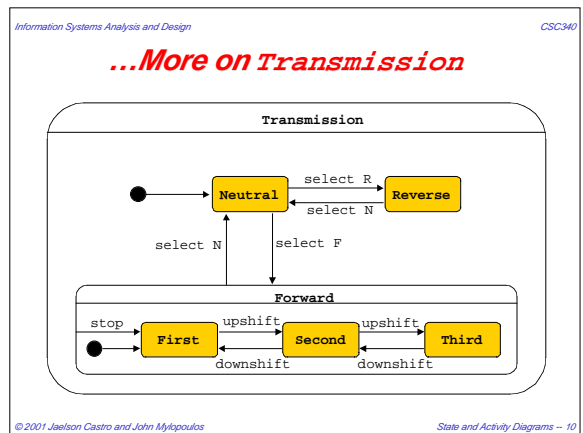 Information Systems Analysis and Design CSC340
...More on Transmission
Transmission
select R
Neutral Reverse
select N
select N select F
Forward
stop upshift upshift
First Second Third
downshift downshift
© 2001 Jaelson Castro and John Mylopoulos State and Activity Diagrams -- 10